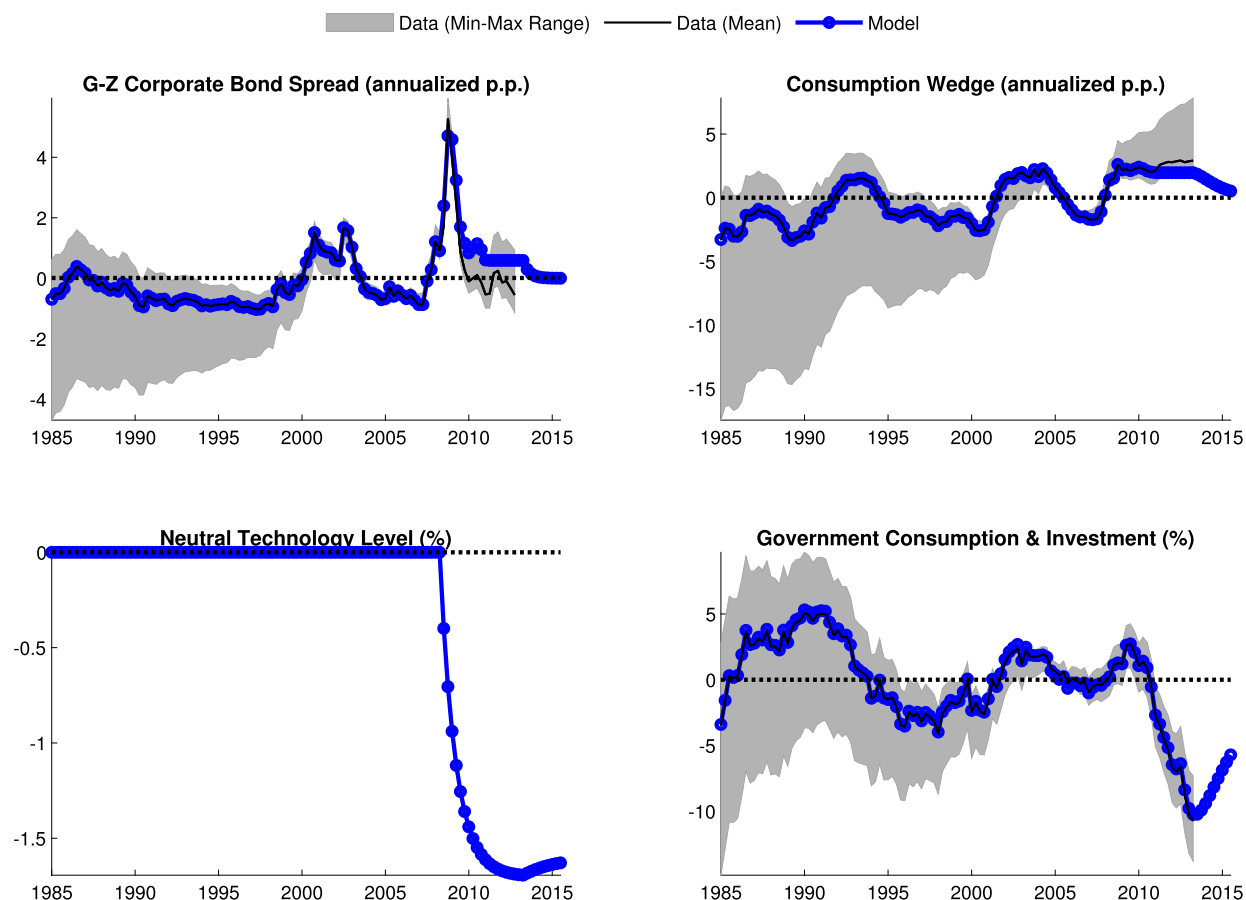 Data (Min-Max Range) Data (Mean) Model
G-Z Corporate Bond Spread (annualized p.p.)
4
2
0
-2
-4
1985 1990 1995 2000 2005 2010 2015
Consumption Wedge (annualized p.p.)
5
0
-5
-10
-15
1985 1990 1995 2000 2005 2010 2015
Neutral Technology Level (%)
0
-0.5
-1
-1.5
1985 1990 1995 2000 2005 2010 2015
Government Consumption & Investment (%)
5
0
-5
-10
1985 1990 1995 2000 2005 2010 2015